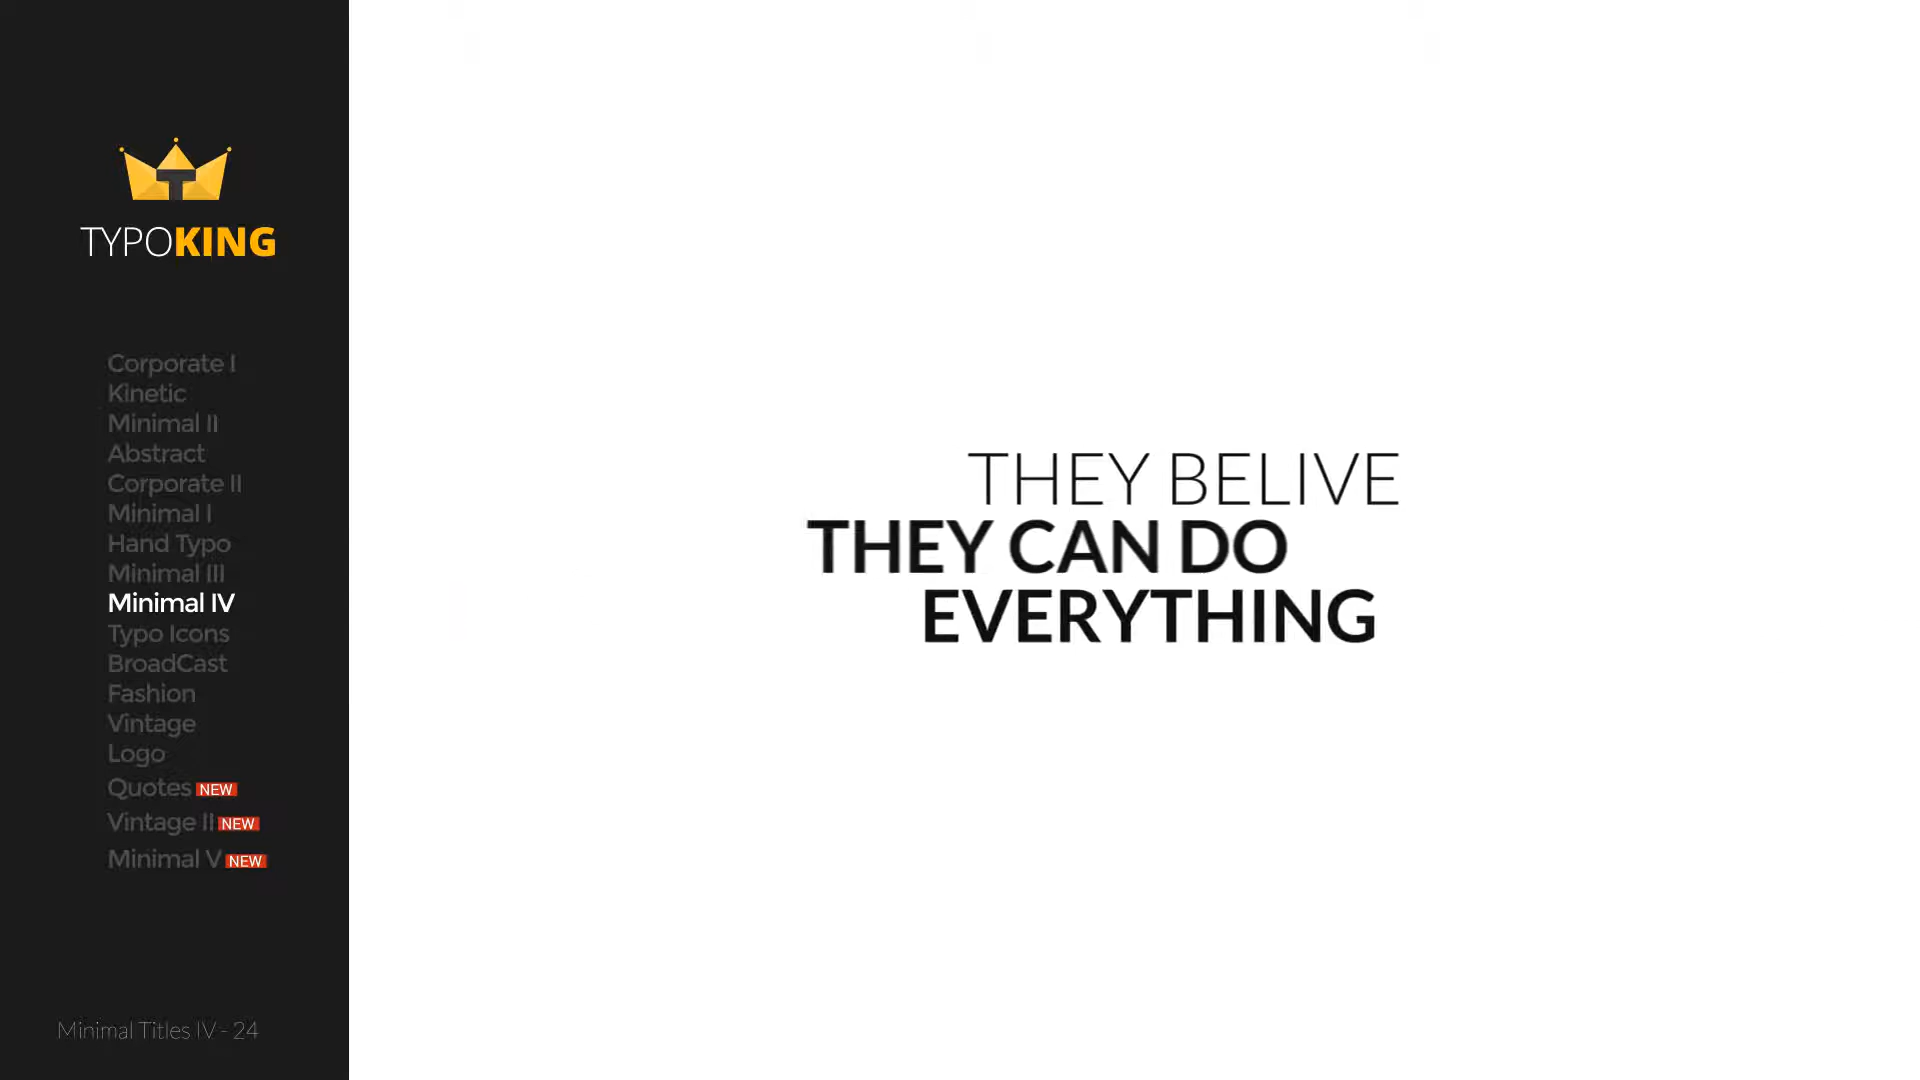 TYPOKING
Corporate I
Kinetic
Minimal II
Abstract
Corporate II
Minimal I
Hand Typo
Minimal III
Minimal IV
Typo Icons
BroadCast
Fashion
Vintage
Logo
Quotes NEW
Vintage II NEW
Minimal V NEW
Minimal Titles IV - 24
THEY BELIVE
THEY CAN DO
EVERYTHING